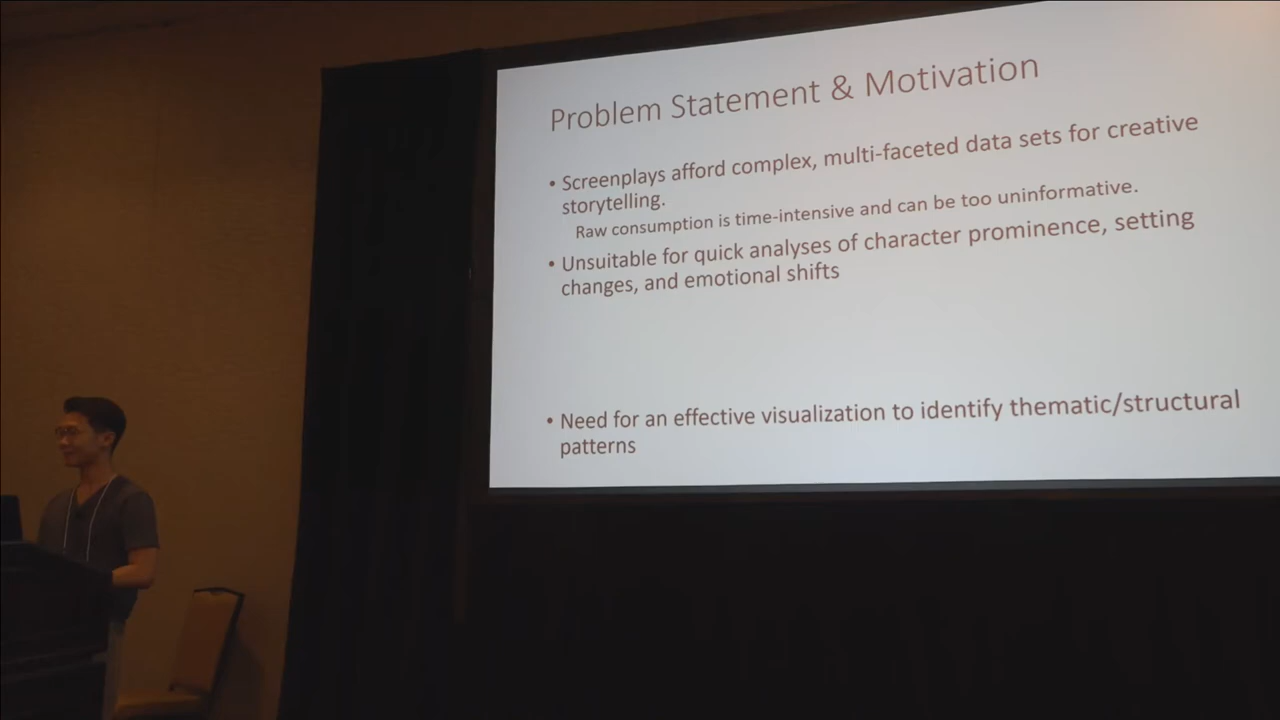 Problem Statement & Motivation
• Screenplays afford complex, multi-faceted data sets for creative
storytelling.
Raw consumption is time-intensive and can be too uninformative.
• Unsuitable for quick analyses of character prominence, setting
changes, and emotional shifts
• Need for an effective visualization to identify thematic/structural
patterns